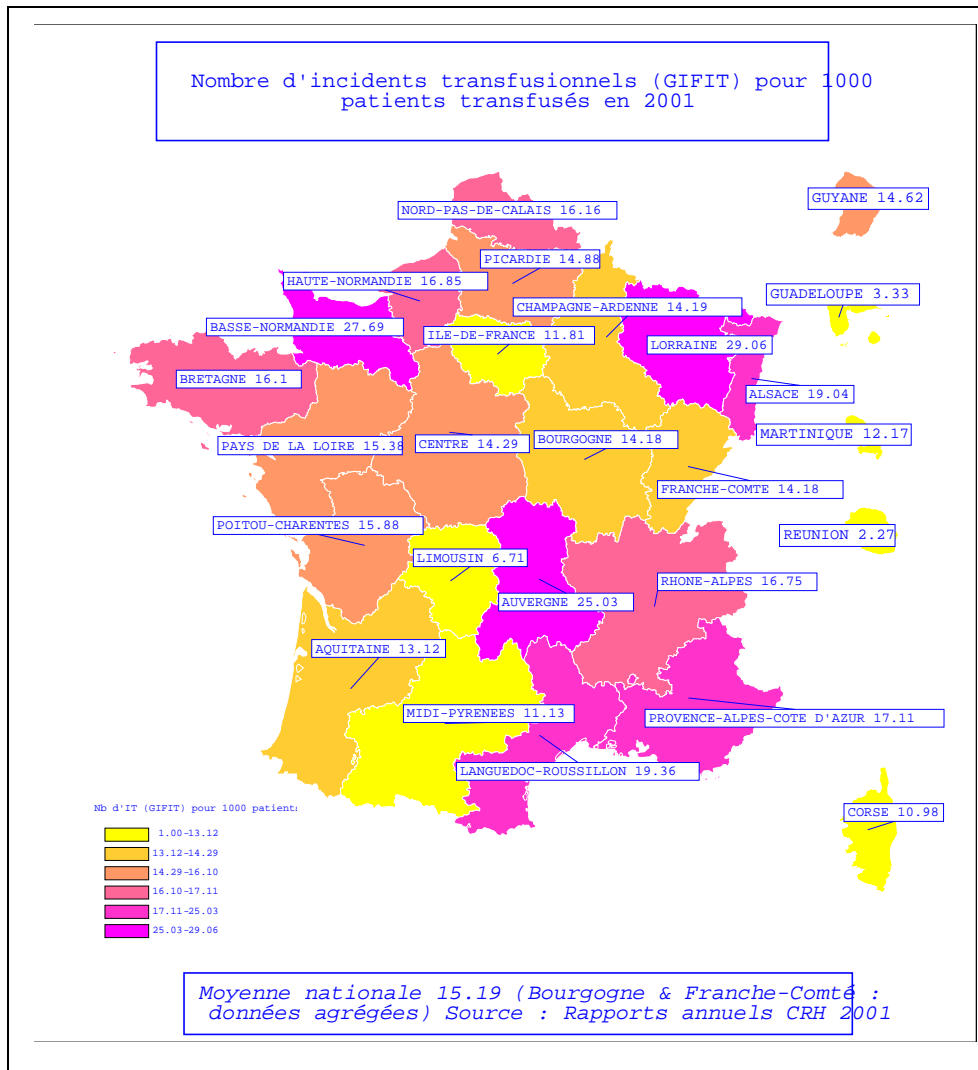 Nombre d'incidents transfusionnels (GIFIT) pour 1000
patients transfusés en 2001
NORD-PAS-DE-CALAIS 16.16
GUYANE 14.62
PICARDIE 14.88
HAUTE-NORMANDIE 16.85
GUADELOUPE 3.33
CHAMPAGNE-ARDENNE 14.19
BASSE-NORMANDIE 27.69
ILE-DE-FRANCE 11.81
LORRAINE 29.06
BRETAGNE 16.1
ALSACE 19.04
MARTINIQUE 12.17
PAYS DE LA LOIRE 15.38
CENTRE 14.29
BOURGOGNE 14.18
FRANCHE-COMTE 14.18
POITOU-CHARENTES 15.88
REUNION 2.27
LIMOUSIN 6.71
RHONE-ALPES 16.75
AUVERGNE 25.03
AQUITAINE 13.12
MIDI-PYRENEES 11.13
PROVENCE-ALPES-COTE D'AZUR 17.11
LANGUEDOC-ROUSSILLON 19.36
CORSE 10.98
Nb d'IT (GIFIT) pour 1000 patient
1.00-13.12
13.12-14.29
14.29-16.10
16.10-17.11
17.11-25.03
25.03-29.06
Moyenne nationale 15.19 (Bourgogne & Franche-Comté :
données agrégées) Source : Rapports annuels CRH 2001